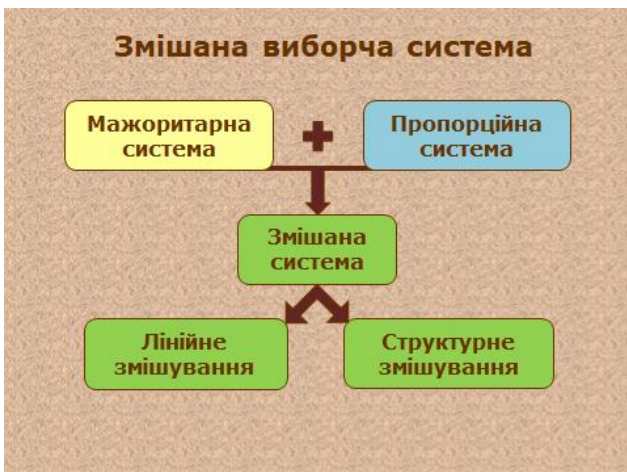 Змішана виборча система
Мажоритарна
система
Пропорційна
система
Змішана
система
Лінійне
змішування
Структурне
змішування